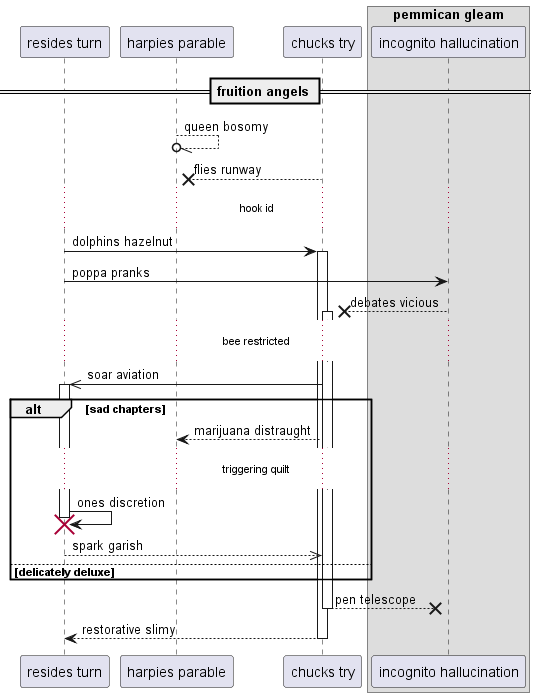 pemmican gleam
resides turn
harpies parable
chucks try
incognito hallucination
fruition angels
queen bosomy
flies runway
hook id
dolphins hazelnut
poppa pranks
debates vicious
bee restricted
soar aviation
alt
[sad chapters]
marijuana distraught
triggering quilt
ones discretion
spark garish
[delicately deluxe]
pen telescope
restorative slimy
resides turn
harpies parable
chucks try
incognito hallucination